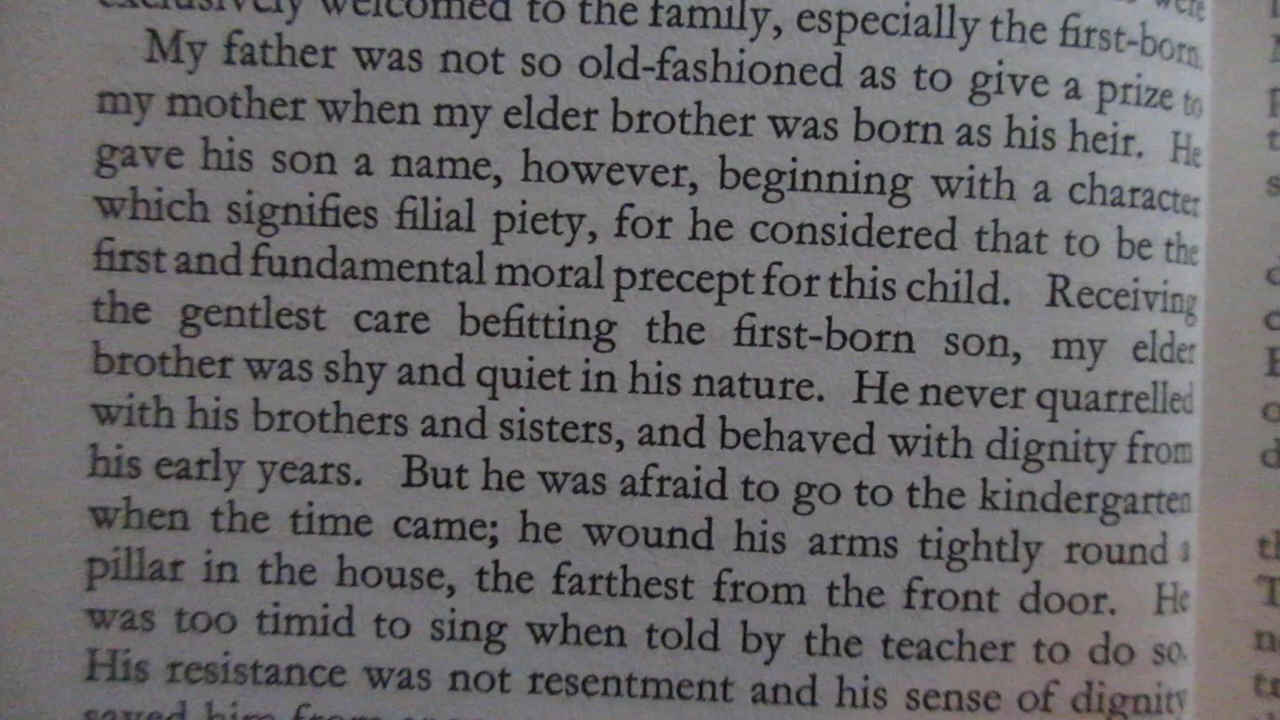 exclusively welcomed to the family, especially the first-born.
My father was not so old-fashioned as to give a prize to
my mother when my elder brother was born as his heir. He
gave his son a name, however, beginning with a character
which signifies filial piety, for he considered that to be the
first and fundamental moral precept for this child. Receiving
the gentlest care befitting the first-born son, my elder
brother was shy and quiet in his nature. He never quarrelled
with his brothers and sisters, and behaved with dignity from
his early years. But he was afraid to go to the kindergarten
when the time came; he wound his arms tightly round a
pillar in the house, the farthest from the front door. He
was too timid to sing when told by the teacher to do so.
His resistance was not resentment and his sense of dignity
saved him from